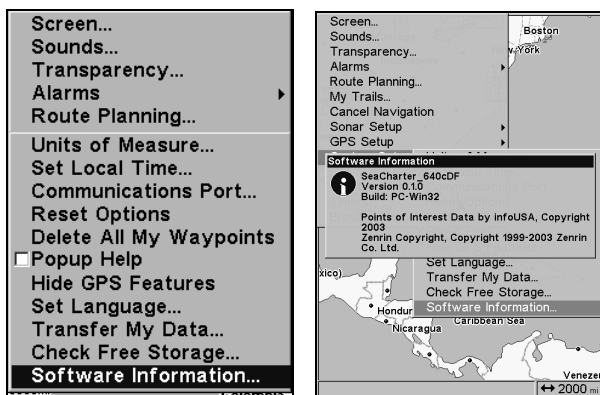 Screen...
Sounds...
Transparency...
Alarms
Route Planning...
Units of Measure...
Set Local Time...
Communications Port...
Reset Options
Delete All My Waypoints
Popup Help
Hide GPS Features
Set Language...
Transfer My Data...
Check Free Storage...
Software Information...
Screen...
Sounds...
Transparency...
Alarms
Route Planning...
My Trails...
Cancel Navigation
Sonar Setup
GPS Setup
Boston
York
Software Information
SeaCharter_640cDF
Version 0.1.0
Build: PC-Win32
Points of Interest Data by infoUSA, Copyright
2003
Zenrin Copyright, Copyright 1999-2003 Zenrin
Co. Ltd.
Set Language...
Transfer My Data...
Check Free Storage...
Software Information...
xico)
Hondur
Nicaragua
Caribbean Sea
Venezer
2000 mi